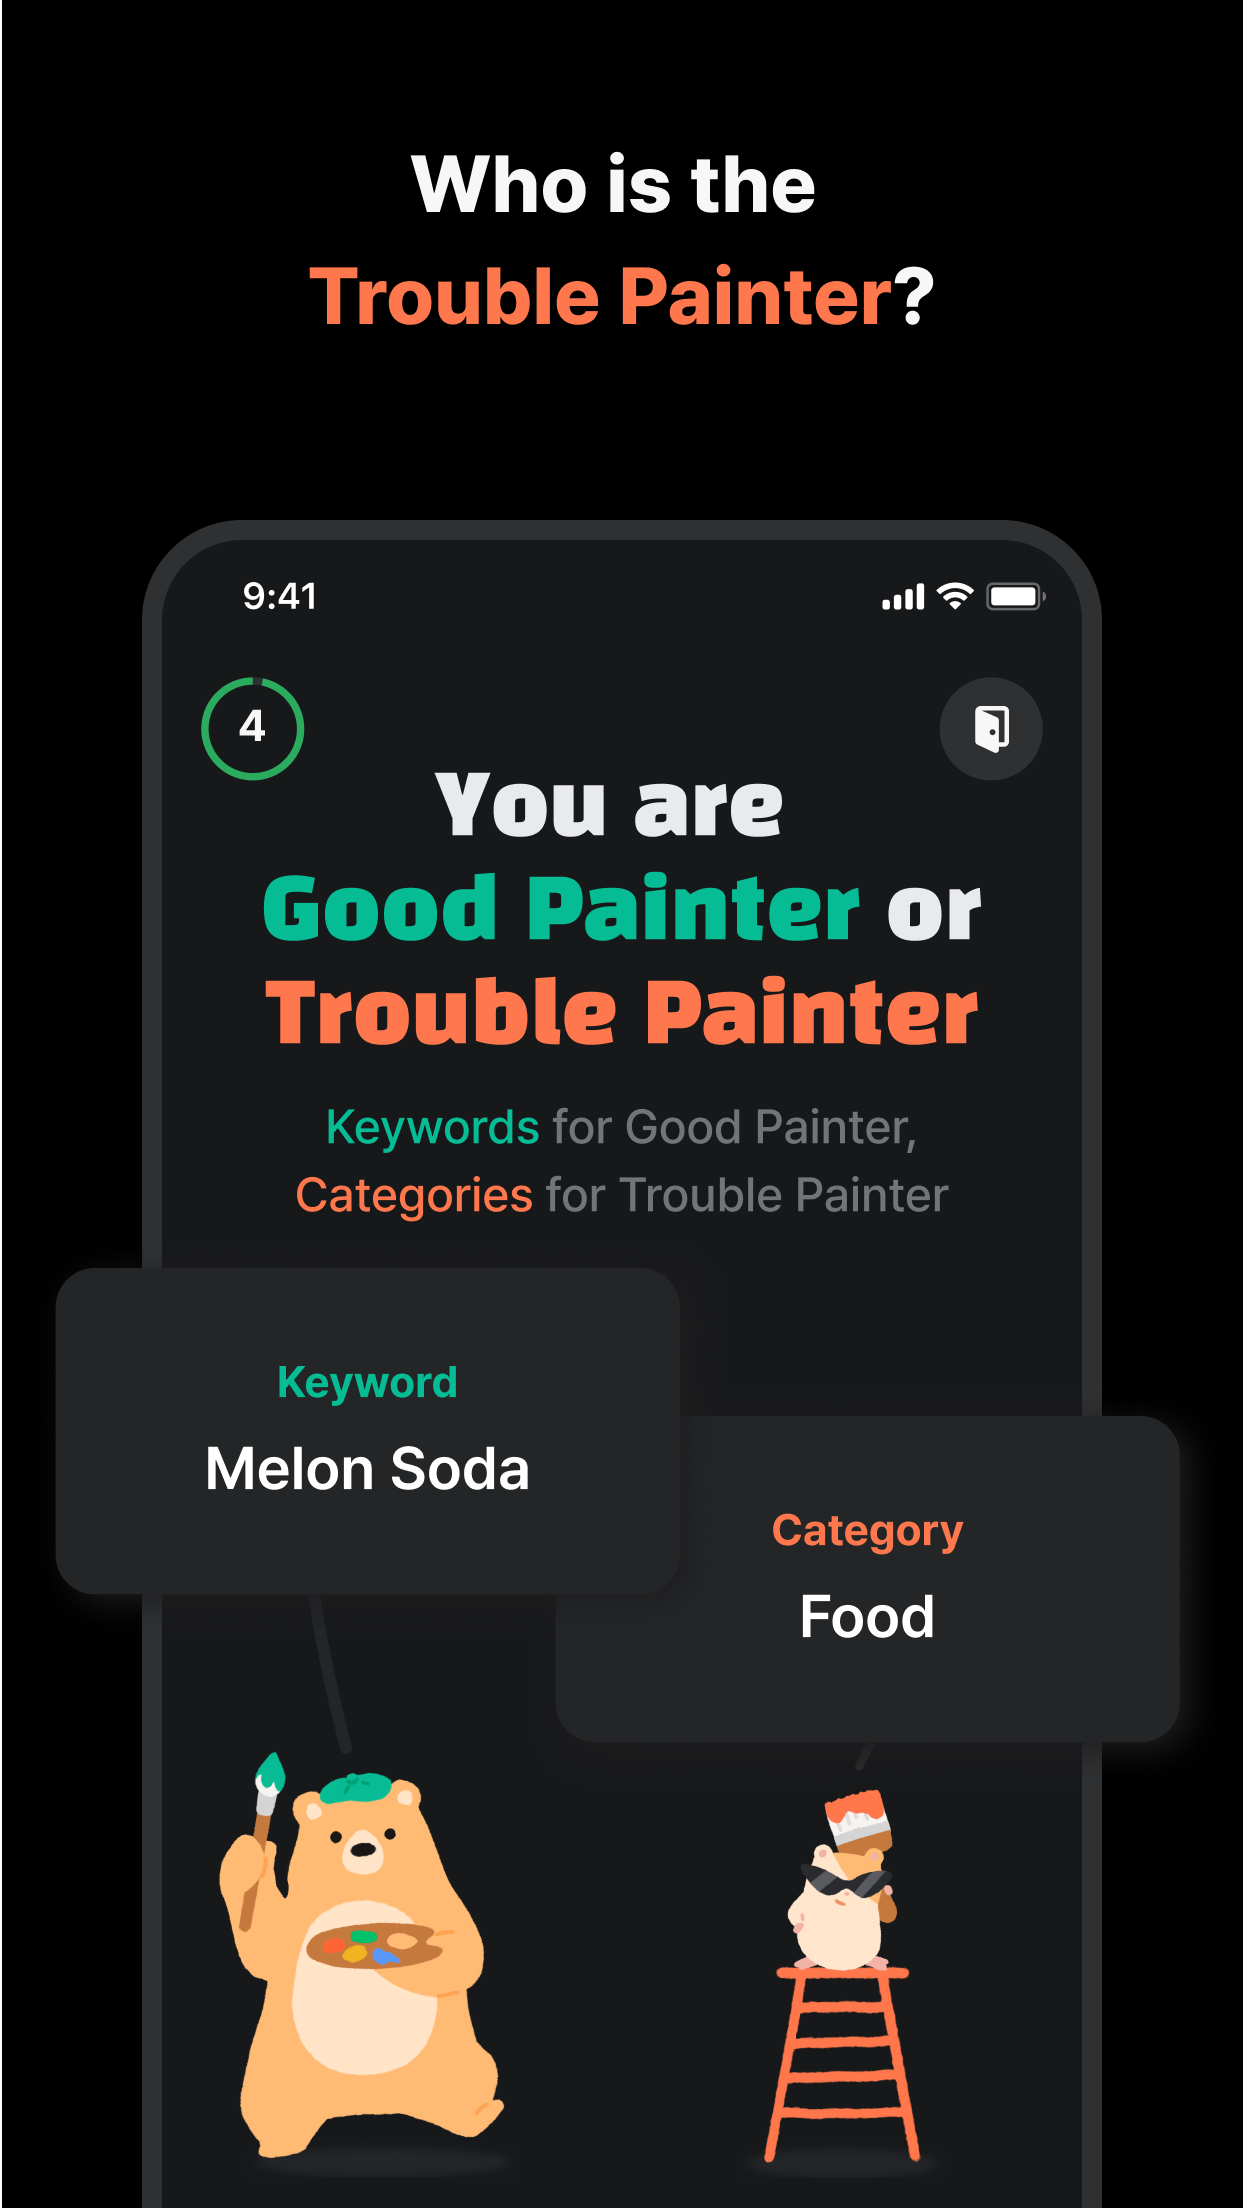 Who is the
Trouble Painter?
9:41
4
You are
Good Painter or
Trouble Painter
Keywords for Good Painter,
Categories for Trouble Painter
Keyword
Melon Soda
Category
Food